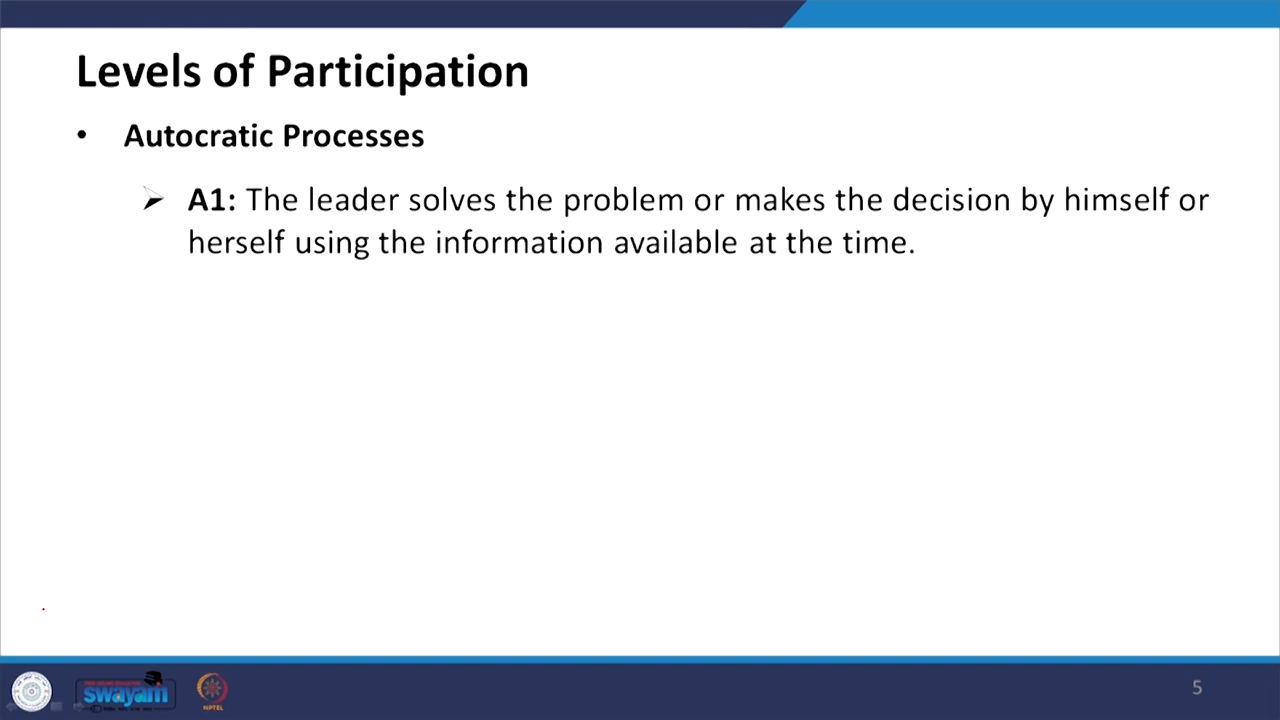 Levels of Participation
• Autocratic Processes
➢ A1: The leader solves the problem or makes the decision by himself or
herself using the information available at the time.
swayam
NPTEL
5